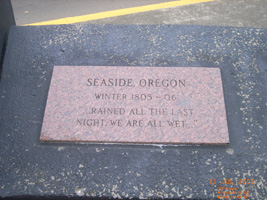 SEASIDE, OREGON
WINTER 1805 - 06
...RAINED ALL THE LAST
NIGHT, WE ARE ALL WET...